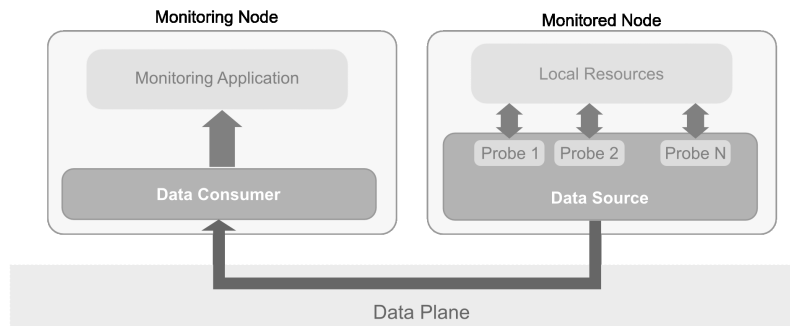 Monitoring Node
Monitoring Application
Data Consumer
Monitored Node
Local Resources
Probe 1
Probe 2
Probe N
Data Source
Data Plane